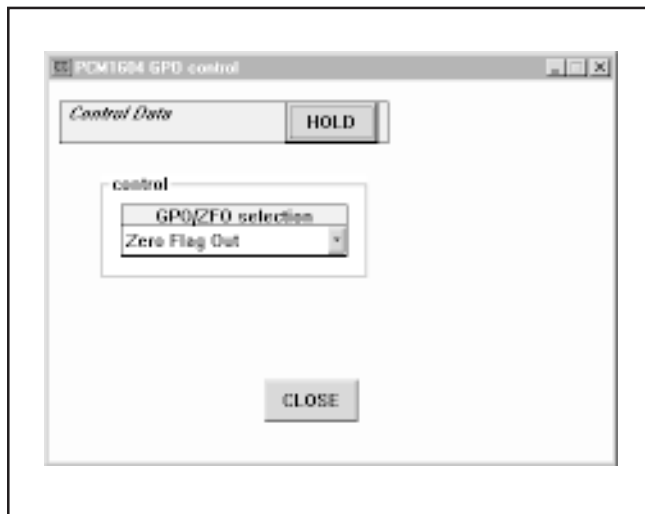 PCM1604 GPO control
Control Data
HOLD
control
GPO/ZFO selection
Zero Flag Out
CLOSE